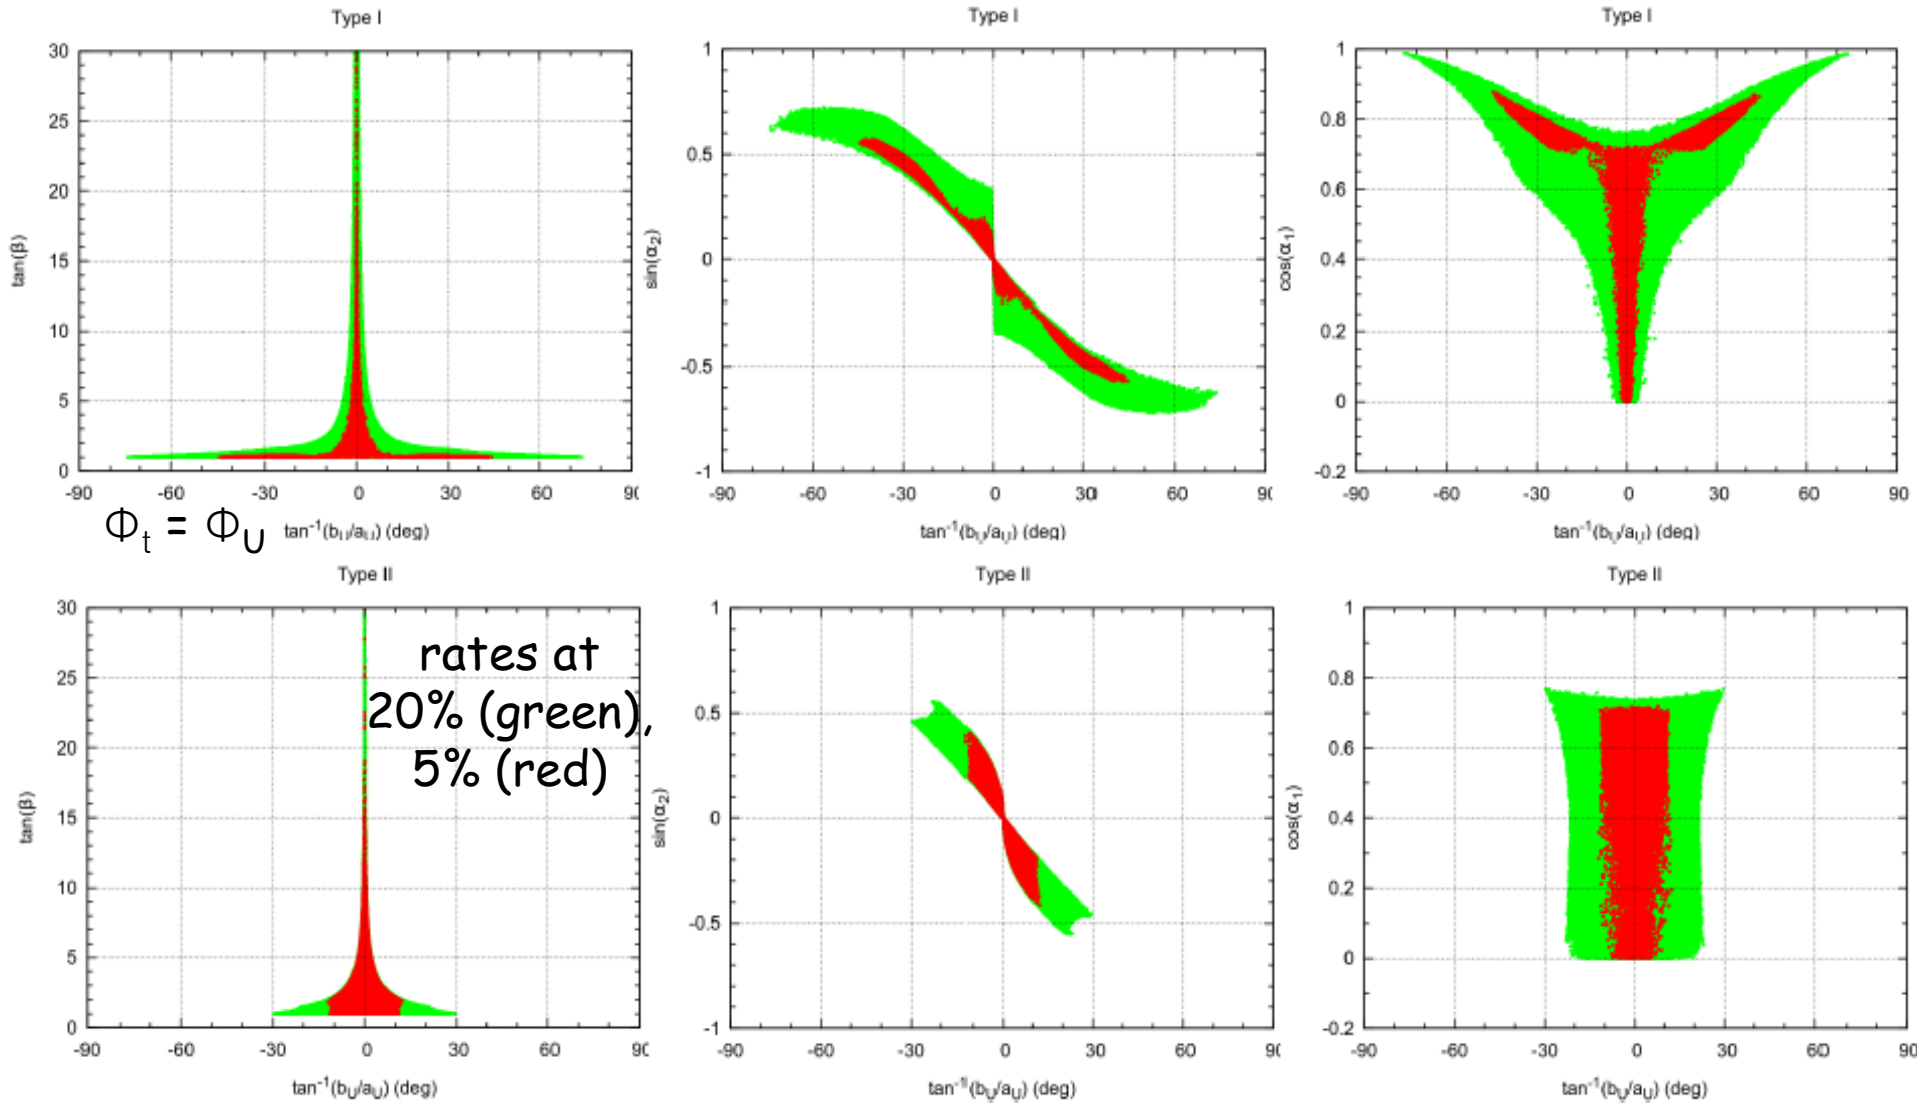 Type I
Type I
Type I
30
25
20
15
10
5
0
tan(β)
-90 -60 -30 0 30 60 90
Φt = ΦU tan⁻¹(bU/aU) (deg)
1
0.5
0
-0.5
-1
sin(α2)
-90 -60 -30 0 30 60 90
tan⁻¹(bU/aU) (deg)
1
0.8
0.6
0.4
0.2
0
-0.2
cos(α1)
-90 -60 -30 0 30 60 90
tan⁻¹(bU/aU) (deg)
Type II
Type II
Type II
30
25
20
15
10
5
0
tan(β)
rates at
20% (green),
5% (red)
-90 -60 -30 0 30 60 90
tan⁻¹(bU/aU) (deg)
1
0.5
0
-0.5
-1
sin(α2)
-90 -60 -30 0 30 60 90
tan⁻¹(bU/aU) (deg)
1
0.8
0.6
0.4
0.2
0
-0.2
cos(α1)
-90 -60 -30 0 30 60 90
tan⁻¹(bU/aU) (deg)